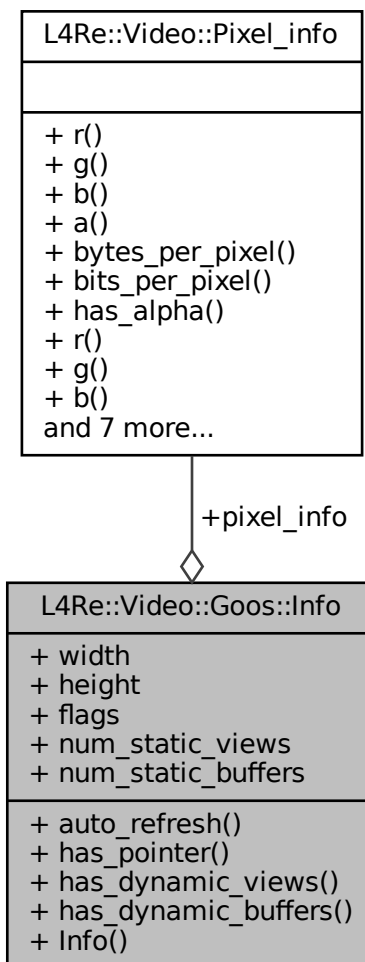 L4Re::Video::Pixel_info
+ r()
+ g()
+ b()
+ a()
+ bytes_per_pixel()
+ bits_per_pixel()
+ has_alpha()
+ r()
+ g()
+ b()
and 7 more...
+pixel_info
L4Re::Video::Goos::Info
+ width
+ height
+ flags
+ num_static_views
+ num_static_buffers
+ auto_refresh()
+ has_pointer()
+ has_dynamic_views()
+ has_dynamic_buffers()
+ Info()